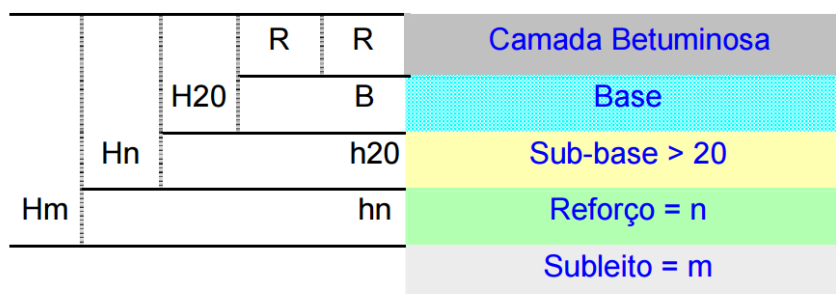 R R Camada Betuminosa
H20 B Base
Hn h20 Sub-base > 20
Hm hn Reforço = n
Subleito = m